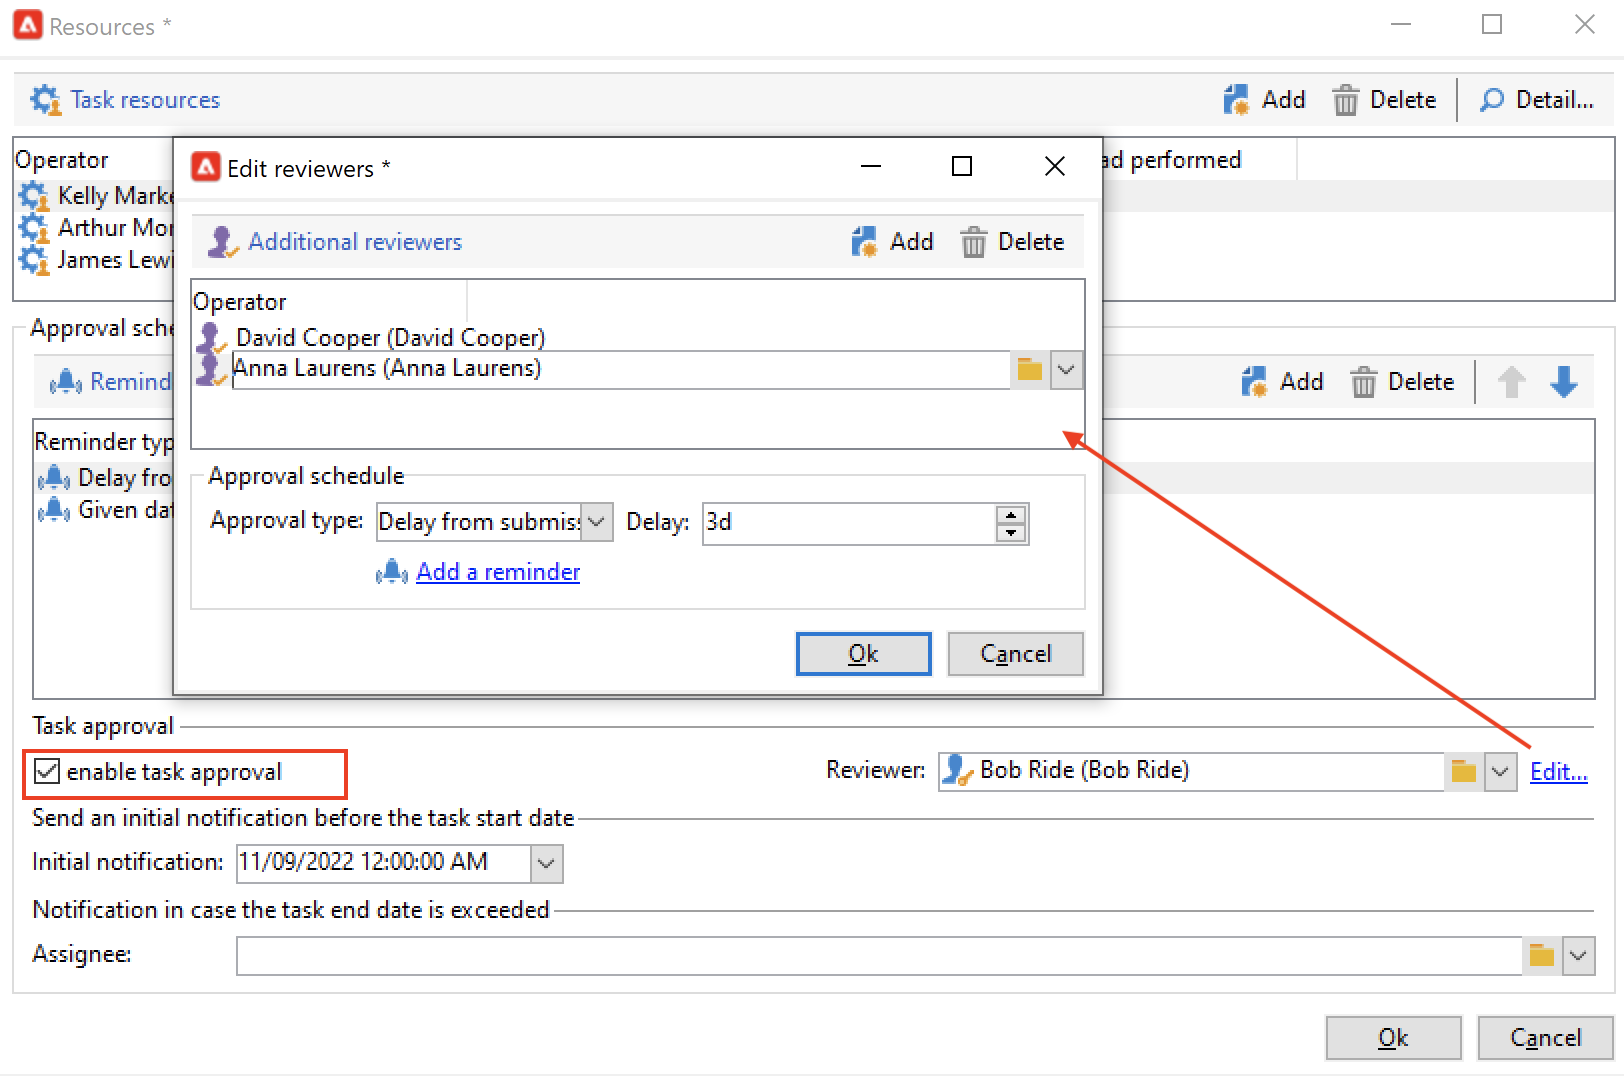 Resources *
Task resources Add Delete Detail...
Operator ad performed
Kelly Marke
Arthur Mor
James Lewi
Edit reviewers *
Additional reviewers Add Delete
Operator
David Cooper (David Cooper)
Anna Laurens (Anna Laurens)
Approval schedule
Approval type: Delay from submis Delay: 3d
Add a reminder
Ok Cancel
Approval sche
Remind Add Delete
Reminder typ
Delay fro
Given dat
Task approval
enable task approval Reviewer: Bob Ride (Bob Ride) Edit...
Send an initial notification before the task start date
Initial notification: 11/09/2022 12:00:00 AM
Notification in case the task end date is exceeded
Assignee:
Ok Cancel